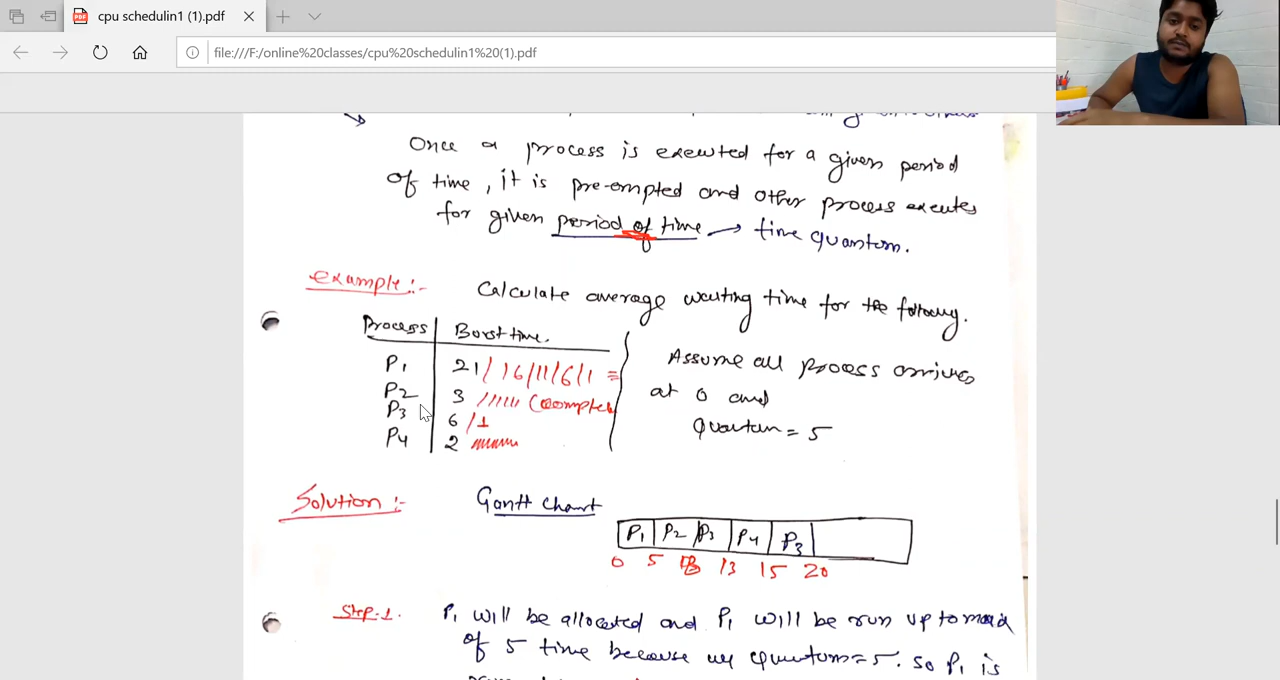 cpu schedulin1 (1).pdf
file:///F:/online%20classes/cpu%20schedulin1%20(1).pdf
Once a process is executed for a given period
of time, it is pre-empted and other process executes
for given period of time → time quantum.
example:-
Calculate average waiting time for the following.
Process Burst time.
P1 21/16/11/6/1 =
P2 3 (complet
P3 6/1
P4 2
Assume all process arrives
at 0 and
Quantum = 5
Solution:-
Gantt Chart
P1 P2 P3 P4 P3
0 5 8 13 15 20
Step-1. P1 will be allocated and P1 will be run up to
of 5 time because quantum=5. So P1 is